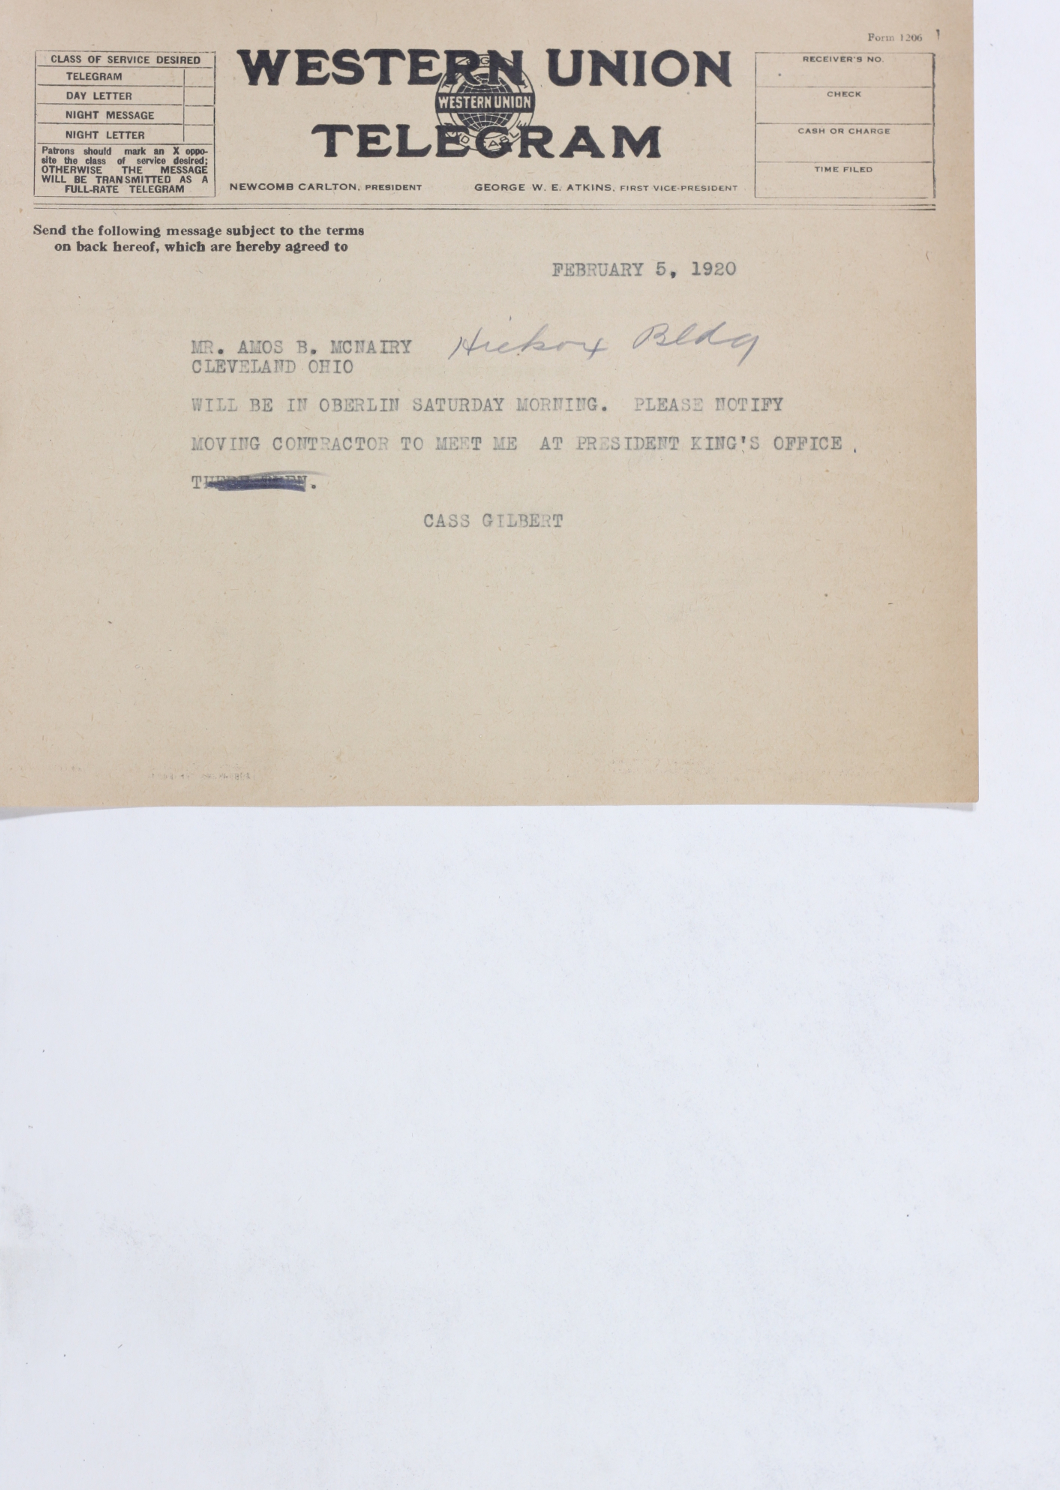 Form 1206
CLASS OF SERVICE DESIRED
TELEGRAM
DAY LETTER
NIGHT MESSAGE
NIGHT LETTER
Patrons should mark an X oppo-
site the class of service desired;
OTHERWISE THE MESSAGE
WILL BE TRANSMITTED AS A
FULL-RATE TELEGRAM
WESTERN UNION
WESTERN UNION
TELEGRAM
NEWCOMB CARLTON, PRESIDENT
GEORGE W. E. ATKINS, FIRST VICE-PRESIDENT
RECEIVER'S NO.
CHECK
CASH OR CHARGE
TIME FILED
Send the following message subject to the terms
on back hereof, which are hereby agreed to
FEBRUARY 5, 1920
MR. AMOS B. MCNAIRY Hickox Bldg
CLEVELAND OHIO
WILL BE IN OBERLIN SATURDAY MORNING. PLEASE NOTIFY
MOVING CONTRACTOR TO MEET ME AT PRESIDENT KING'S OFFICE.
CASS GILBERT